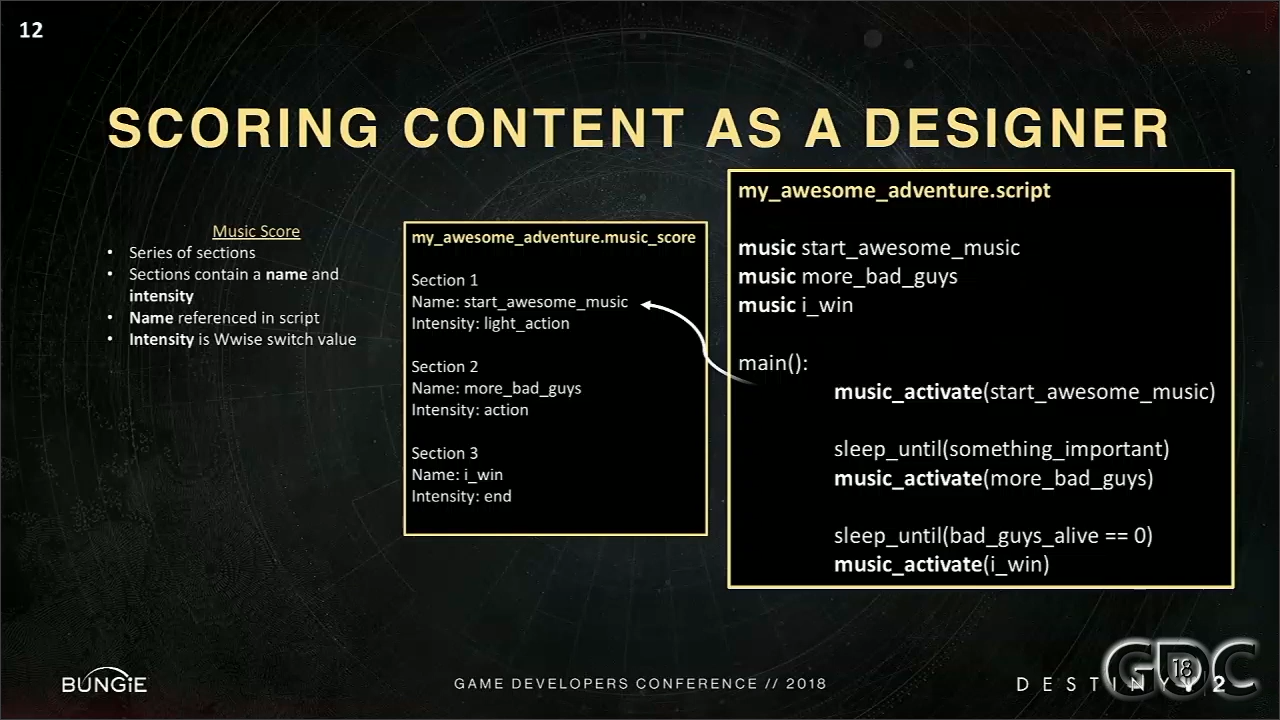 12
SCORING CONTENT AS A DESIGNER
Music Score
• Series of sections
• Sections contain a name and
intensity
• Name referenced in script
• Intensity is Wwise switch value
my_awesome_adventure.music_score
Section 1
Name: start_awesome_music
Intensity: light_action
Section 2
Name: more_bad_guys
Intensity: action
Section 3
Name: i_win
Intensity: end
my_awesome_adventure.script
music start_awesome_music
music more_bad_guys
music i_win
main():
music_activate(start_awesome_music)
sleep_until(something_important)
music_activate(more_bad_guys)
sleep_until(bad_guys_alive == 0)
music_activate(i_win)
BUNGiE
GAME DEVELOPERS CONFERENCE // 2018
DESTINY 2
GDC
18